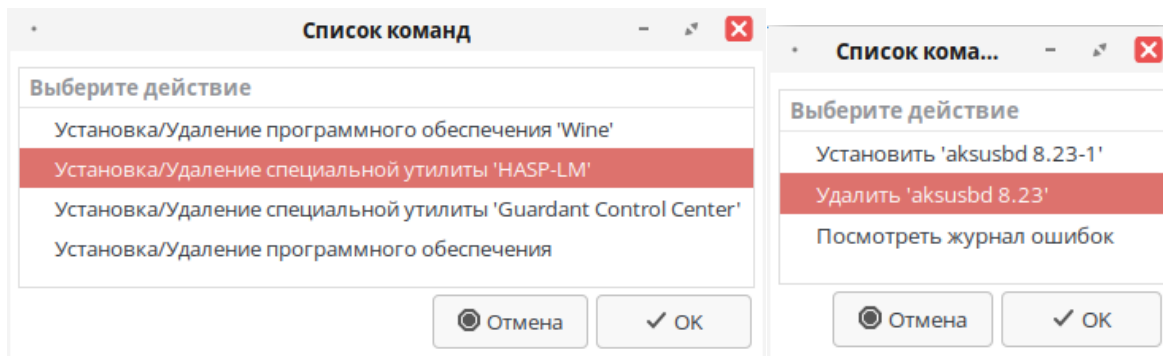 Список команд
Выберите действие
Установка/Удаление программного обеспечения 'Wine'
Установка/Удаление специальной утилиты 'HASP-LM'
Установка/Удаление специальной утилиты 'Guardant Control Center'
Установка/Удаление программного обеспечения
Отмена
OK
Список кома...
Выберите действие
Установить 'aksusbd 8.23-1'
Удалить 'aksusbd 8.23'
Посмотреть журнал ошибок
Отмена
OK